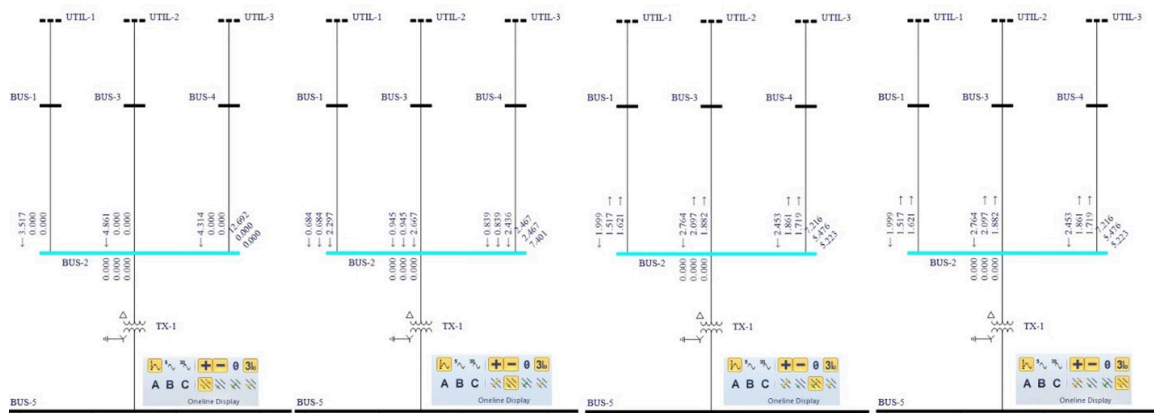 UTIL-1 UTIL-2 UTIL-3
BUS-1 BUS-3 BUS-4
← 3.517
0.000
0.000
← 4.861
0.000
0.000
← 4.314
0.000
0.000
12.692
0.000
0.000
BUS-2
0.000
0.000
0.000
TX-1
+ − 0 3I₀
A B C
Oneline Display
BUS-5
UTIL-1 UTIL-2 UTIL-3
BUS-1 BUS-3 BUS-4
← 0.684
← 0.684
← 2.297
← 0.945
← 0.945
← 2.667
← 0.839
← 0.839
← 2.436
2.467
2.467
7.401
BUS-2
0.000
0.000
0.000
TX-1
+ − 0 3I₀
A B C
Oneline Display
BUS-5
UTIL-1 UTIL-2 UTIL-3
BUS-1 BUS-3 BUS-4
← 1.999
1.517 →
1.621 →
← 2.764
2.097 →
1.882 →
← 2.453
1.861 →
1.719 →
7.216
5.476
5.223
BUS-2
0.000
0.000
0.000
TX-1
+ − 0 3I₀
A B C
Oneline Display
BUS-5
UTIL-1 UTIL-2 UTIL-3
BUS-1 BUS-3 BUS-4
← 1.999
1.517 →
1.621 →
← 2.764
2.097 →
1.882 →
← 2.453
1.861 →
1.719 →
7.216
5.476
5.223
BUS-2
0.000
0.000
0.000
TX-1
+ − 0 3I₀
A B C
Oneline Display
BUS-5